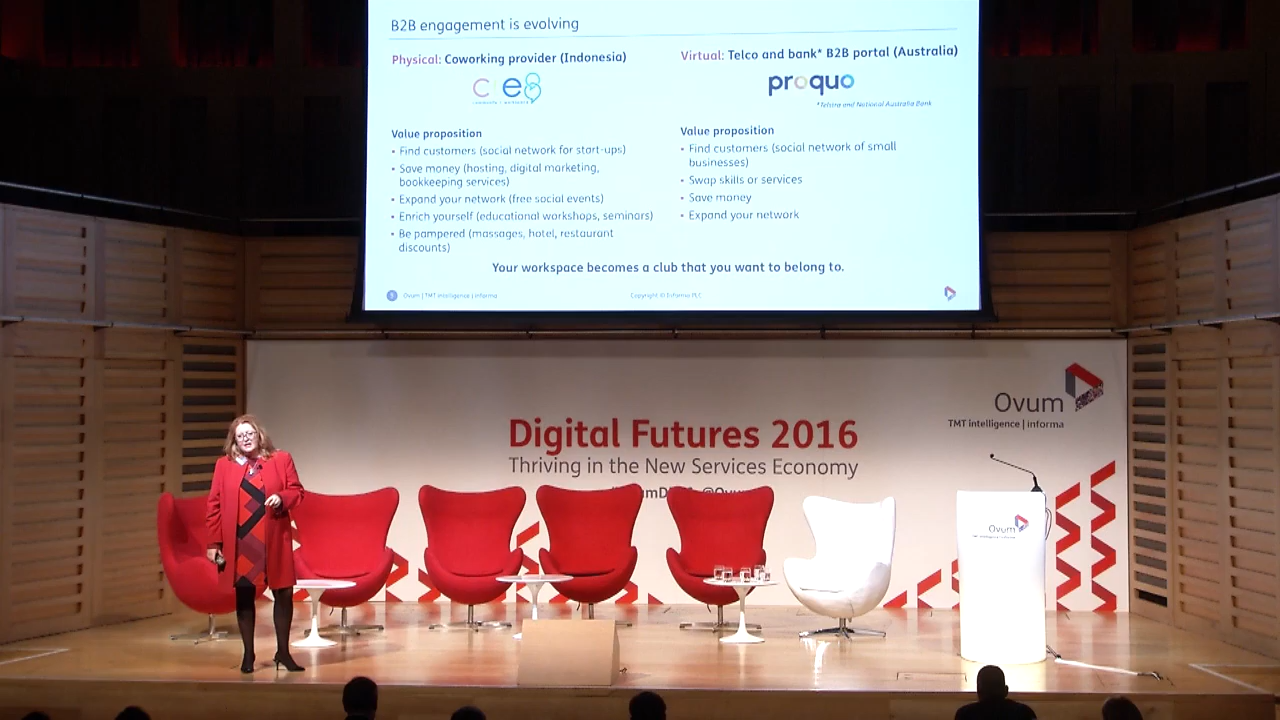 B2B engagement is evolving
Physical: Coworking provider (Indonesia)
Value proposition
• Find customers (social network for start-ups)
• Save money (hosting, digital marketing,
bookkeeping services)
• Expand your network (free social events)
• Enrich yourself (educational workshops, seminars)
• Be pampered (massages, hotel, restaurant
discounts)
Virtual: Telco and bank* B2B portal (Australia)
proquo
*Telstra and National Australia Bank
Value proposition
• Find customers (social network of small
businesses)
• Swap skills or services
• Save money
• Expand your network
Your workspace becomes a club that you want to belong to.
Ovum | TMT intelligence | informa
Copyright © Informa PLC
Ovum
TMT intelligence | informa
Digital Futures 2016
Thriving in the New Services Economy
Ovum